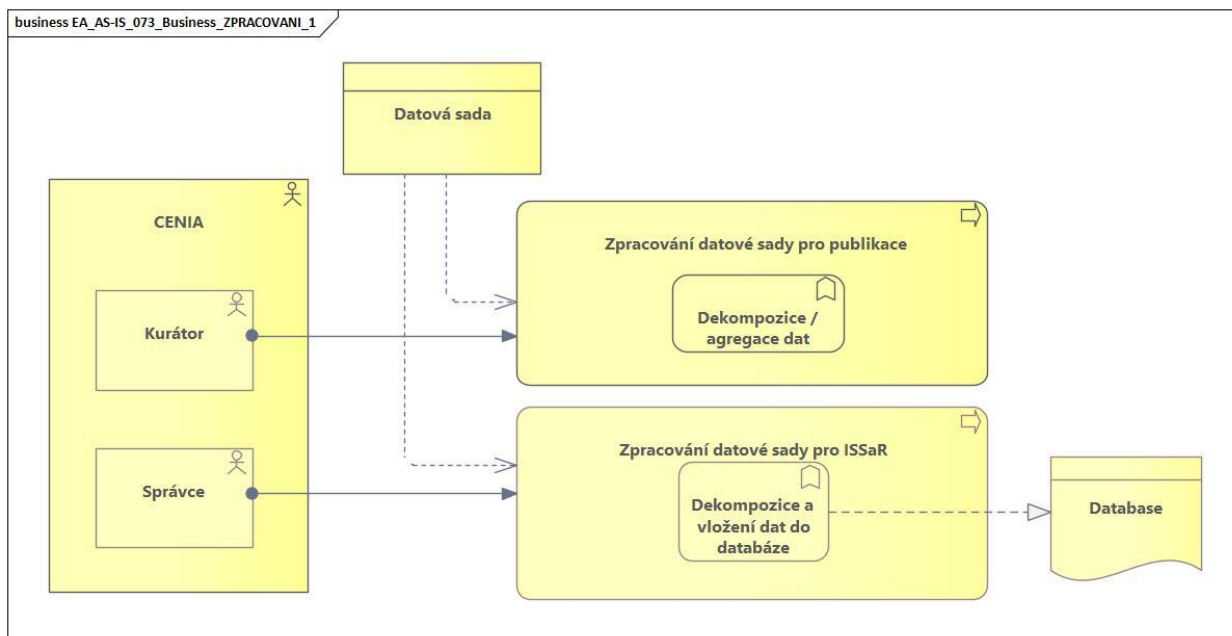 business EA_AS-IS_073_Business_ZPRACOVANI_1
Datová sada
CENIA
Kurátor
Správce
Zpracování datové sady pro publikace
Dekompozice /
agregace dat
Zpracování datové sady pro ISSaR
Dekompozice a
vložení dat do
databáze
Database